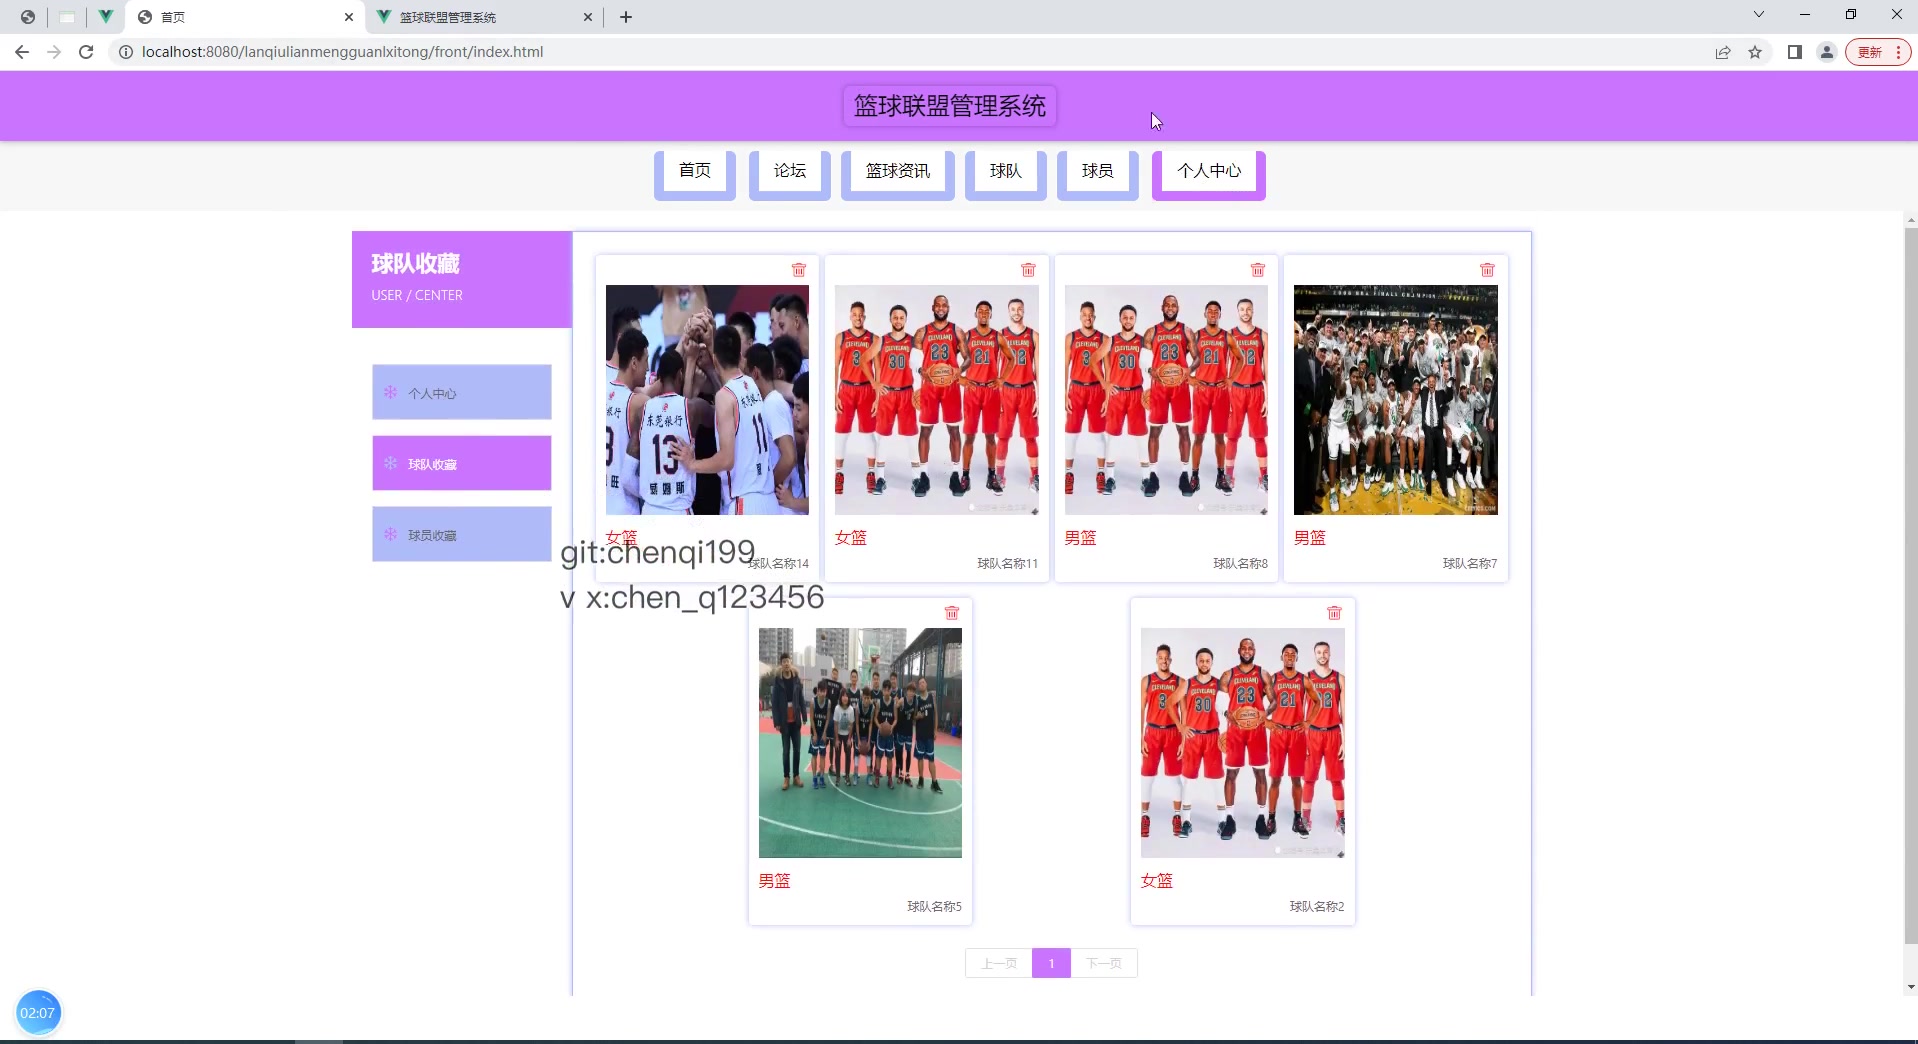 首页
篮球联盟管理系统
localhost:8080/lanqiulianmengguanlxitong/front/index.html
更新
篮球联盟管理系统
首页
论坛
篮球资讯
球队
球员
个人中心
球队收藏
USER / CENTER
个人中心
球队收藏
球员收藏
女篮
球队名称14
女篮
球队名称11
男篮
球队名称8
男篮
球队名称7
git:chenqi199
v x:chen_q123456
男篮
球队名称5
女篮
球队名称2
上一页
1
下一页
02:07